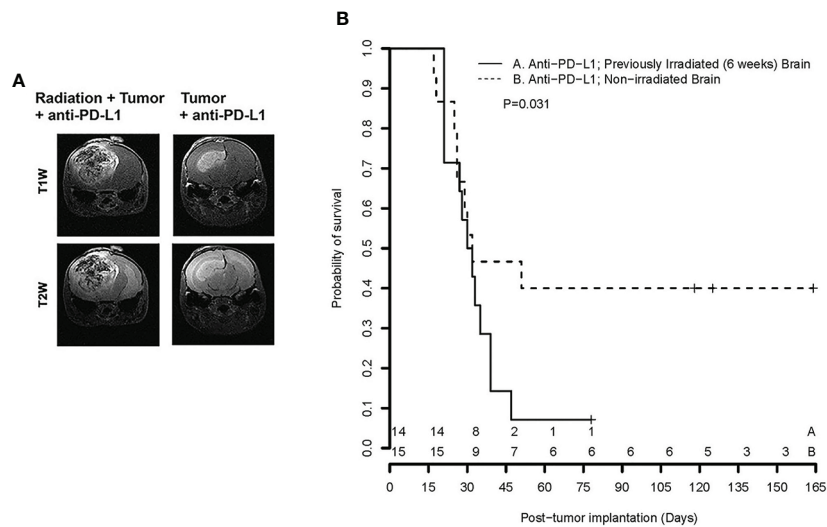 A
Radiation + Tumor
+ anti-PD-L1
Tumor
+ anti-PD-L1
T1W
T2W
B
A. Anti−PD−L1; Previously Irradiated (6 weeks) Brain
B. Anti−PD−L1; Non−irradiated Brain
P=0.031
Probability of survival
1.0
0.9
0.8
0.7
0.6
0.5
0.4
0.3
0.2
0.1
0.0
14 14 8 2 1 1 A
15 15 9 7 6 6 6 6 5 3 3 B
0 15 30 45 60 75 90 105 120 135 150 165
Post−tumor implantation (Days)